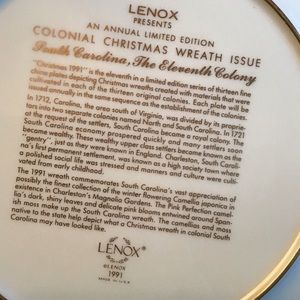 LENOX
PRESENTS
AN ANNUAL LIMITED EDITION
COLONIAL CHRISTMAS WREATH ISSUE
South Carolina, The Eleventh Colony
"Christmas 1991" is the eleventh in a limited edition series of thirteen fine
china plates depicting Christmas wreaths created with materials that were
cultivated in each of the thirteen original colonies. Each plate will be
issued annually in the same sequence as the establishment of the colonies.
In 1712, Carolina, the area south of Virginia, was divided by its proprie-
tors into two separate colonies named North and South Carolina. In 1721
at the request of the settlers, South Carolina became a royal colony. The
South Carolina economy prospered quickly and many settlers soon
became wealthy. These wealthy upper class settlers became known as the
"gentry", just as they were known in England. Charleston, South Caroli-
na's first permanent settlement, was known as a high society town where
a polished social life was stressed and manners and culture were culti-
vated from early childhood.
The 1991 wreath commemorates South Carolina's vast appreciation of
possibly the finest collection of the winter flowering Camellia japonica in
existence in Charleston's Magnolia Gardens. The Pink Perfection camel-
lia's dark, shiny leaves and delicate pink blooms entwined around Span-
ish moss make up the South Carolina wreath. The camellias and moss
native to the state help depict what a Christmas wreath in colonial South
Carolina may have looked like.
LENOX
©LENOX
1991
MADE IN U.S.A.